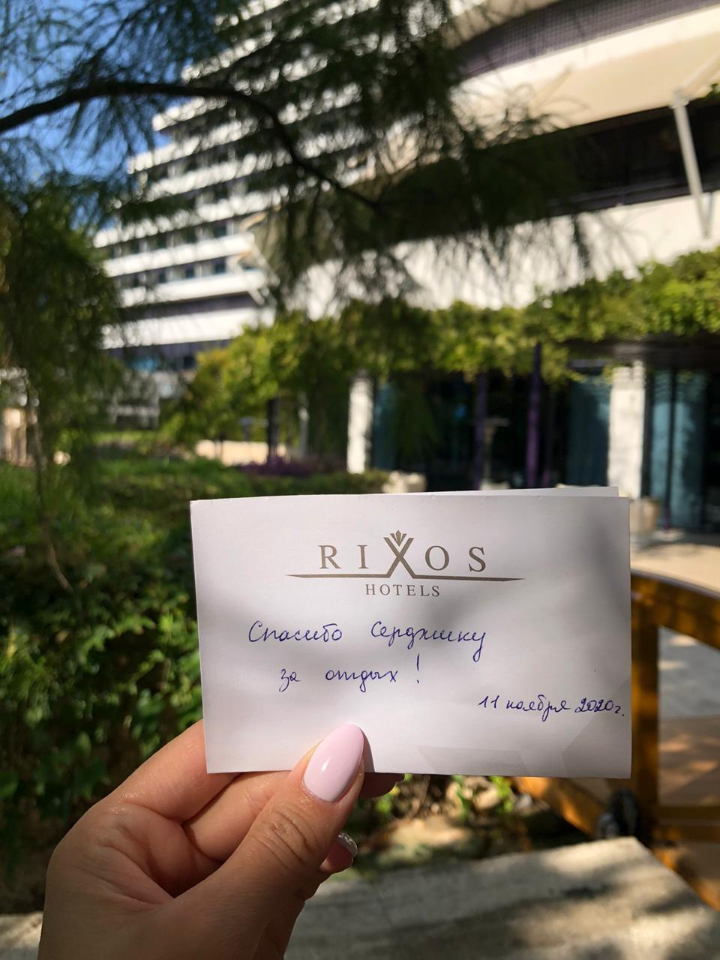 RIXOS
HOTELS
Спасибо Серджику
за отдых!
11 ноября 2020г.